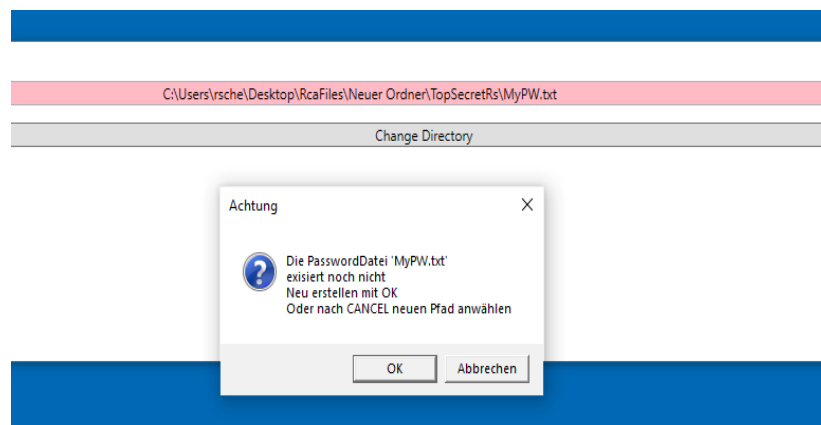 C:\Users\rsche\Desktop\RcaFiles\Neuer Ordner\TopSecretRs\MyPW.txt
Change Directory
Achtung
Die PasswordDatei 'MyPW.txt'
exisiert noch nicht
Neu erstellen mit OK
Oder nach CANCEL neuen Pfad anwählen
OK
Abbrechen